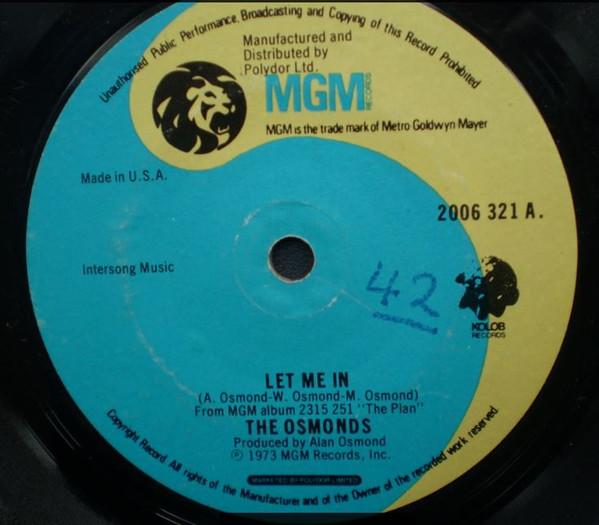 Unauthorised Public Performance, Broadcasting and Copying of this Record Prohibited
Manufactured and
Distributed by
Polydor Ltd.
MGM
RECORDS
MGM is the trade mark of Metro Goldwyn Mayer
Made in U.S.A.
2006 321 A.
Intersong Music
42
KOLOB
RECORDS
LET ME IN
(A. Osmond-W. Osmond-M. Osmond)
From MGM album 2315 251 "The Plan"
THE OSMONDS
Produced by Alan Osmond
℗ 1973 MGM Records, Inc.
MARKETED BY POLYDOR LIMITED
Copyright Record All rights of the Manufacturer and of the Owner of the recorded work reserved